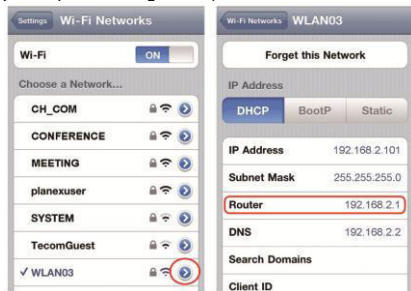 Settings
Wi-Fi Networks
Wi-Fi
ON
Choose a Network...
CH_COM
CONFERENCE
MEETING
planexuser
SYSTEM
TecomGuest
✓ WLAN03
Wi-Fi Networks
WLAN03
Forget this Network
IP Address
DHCP
BootP
Static
IP Address 192.168.2.101
Subnet Mask 255.255.255.0
Router 192.168.2.1
DNS 192.168.2.2
Search Domains
Client ID